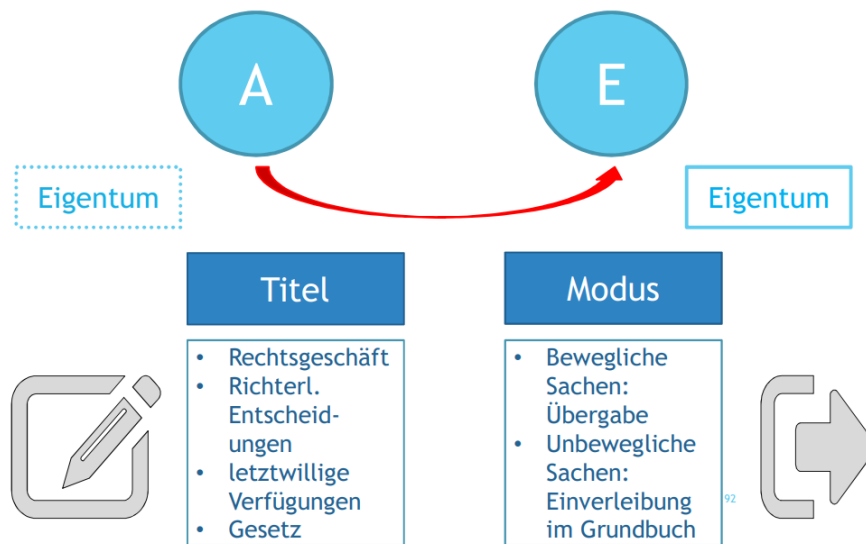 A
E
Eigentum
Eigentum
Titel
Modus
• Rechtsgeschäft
• Richterl.
Entscheid-
ungen
• letztwillige
Verfügungen
• Gesetz
• Bewegliche
Sachen:
Übergabe
• Unbewegliche
Sachen:
Einverleibung
im Grundbuch
92